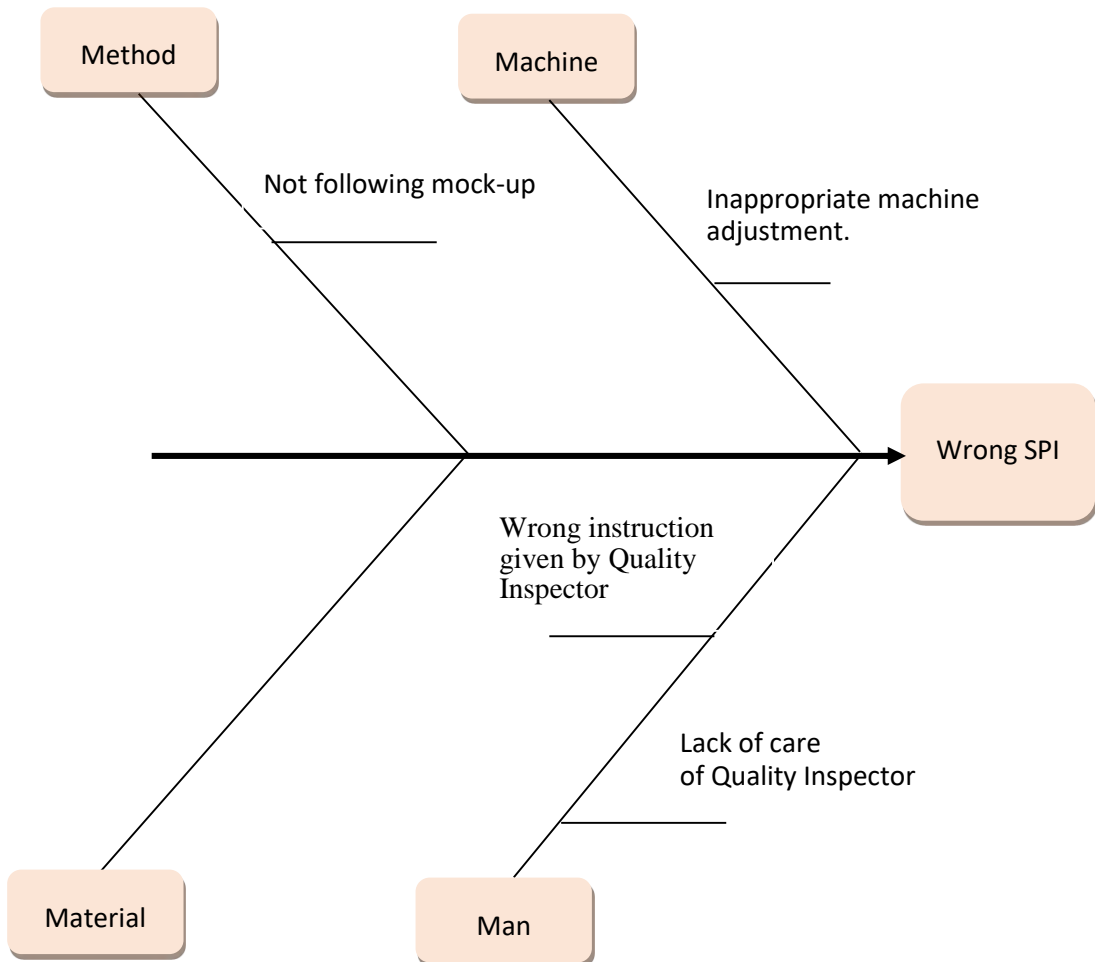 Method
Machine
Not following mock-up
Inappropriate machine
adjustment.
Wrong SPI
Wrong instruction
given by Quality
Inspector
Lack of care
of Quality Inspector
Material
Man